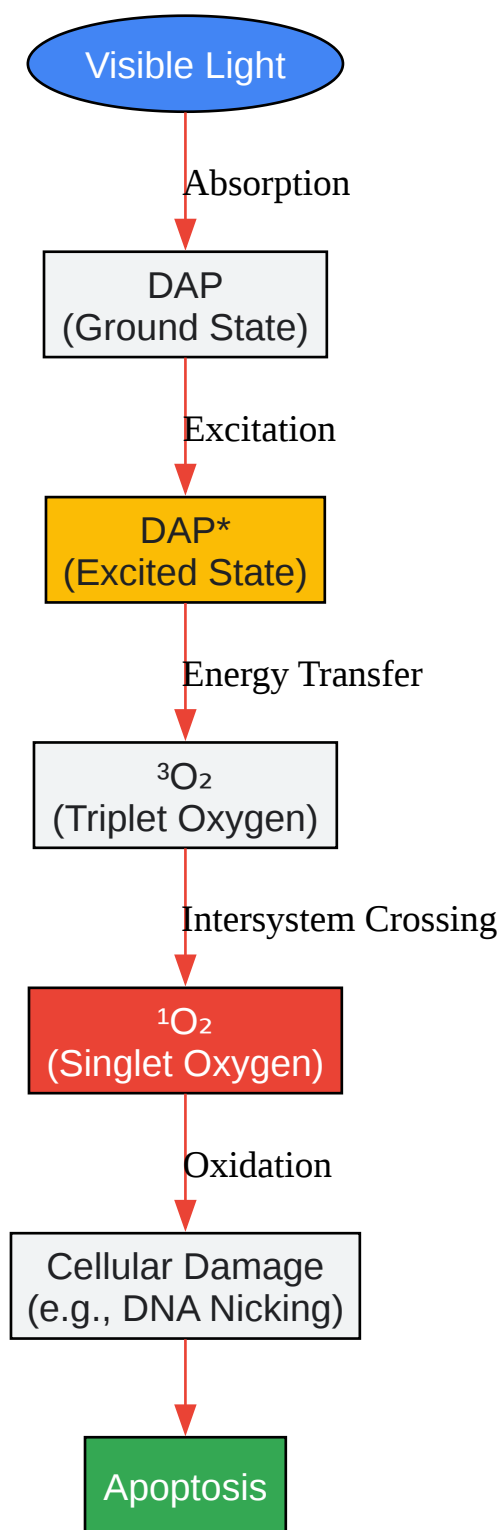 Visible Light
Absorption
DAP
(Ground State)
Excitation
DAP*
(Excited State)
Energy Transfer
³O₂
(Triplet Oxygen)
Intersystem Crossing
¹O₂
(Singlet Oxygen)
Oxidation
Cellular Damage
(e.g., DNA Nicking)
Apoptosis